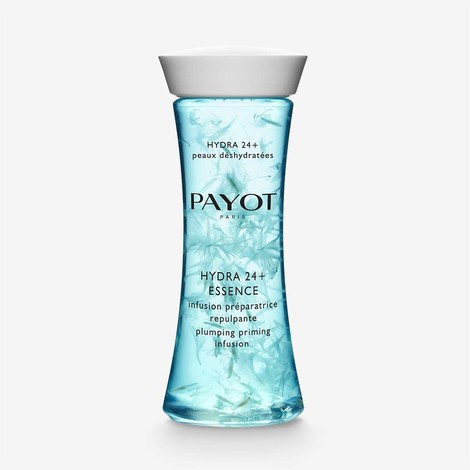 HYDRA 24+
peaux déshydratées
PAYOT
PARIS
HYDRA 24+
ESSENCE
infusion préparatrice
repulpante
plumping priming
infusion